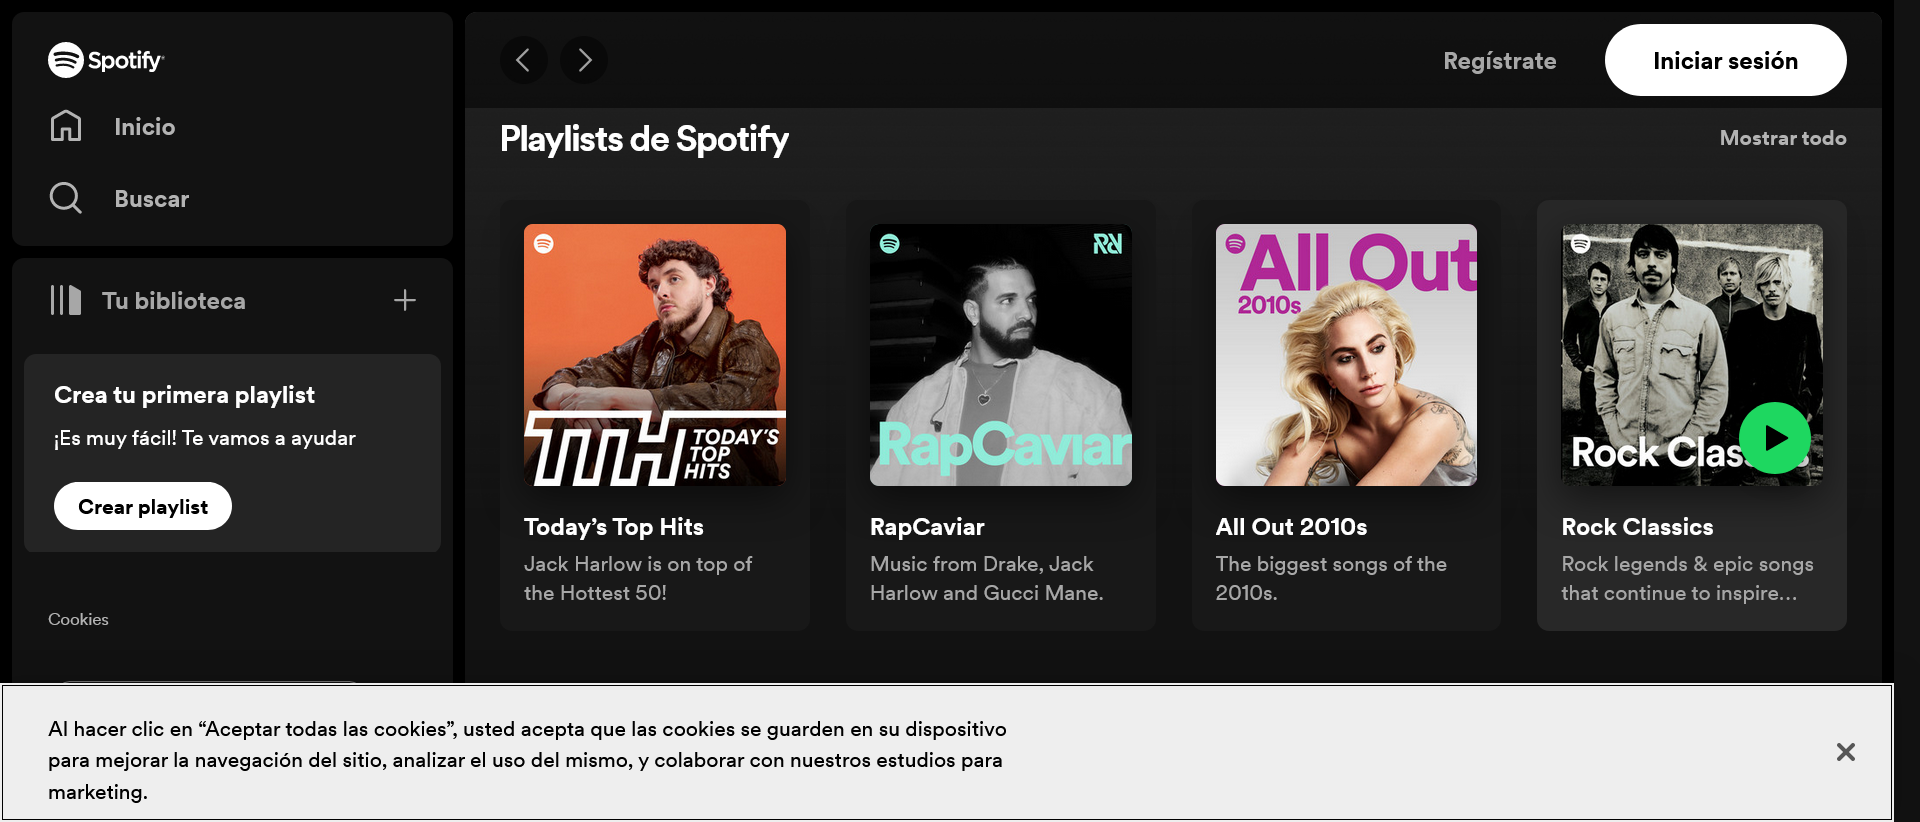 Spotify
Inicio
Buscar
Tu biblioteca
Crea tu primera playlist
¡Es muy fácil! Te vamos a ayudar
Crear playlist
Cookies
Regístrate
Iniciar sesión
Playlists de Spotify
Mostrar todo
TTH TODAY'S
TOP
HITS
Today’s Top Hits
Jack Harlow is on top of
the Hottest 50!
RapCaviar
RapCaviar
Music from Drake, Jack
Harlow and Gucci Mane.
All Out
2010s
All Out 2010s
The biggest songs of the
2010s.
Rock Clas
Rock Classics
Rock legends & epic songs
that continue to inspire…
Al hacer clic en “Aceptar todas las cookies”, usted acepta que las cookies se guarden en su dispositivo
para mejorar la navegación del sitio, analizar el uso del mismo, y colaborar con nuestros estudios para
marketing.